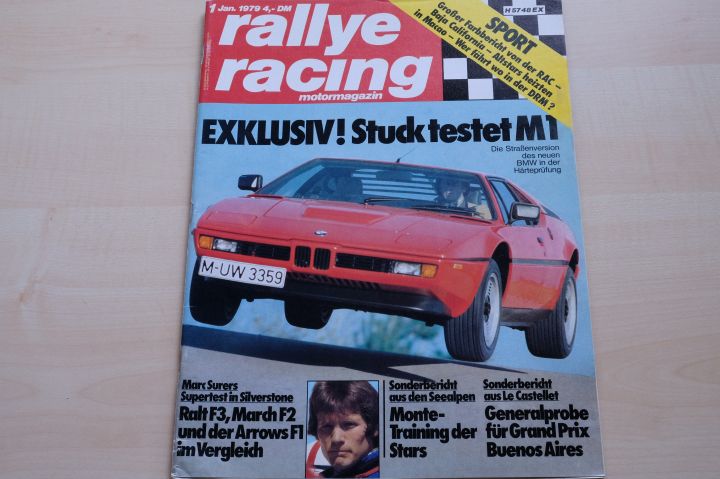 1 Jan. 1979 4,- DM
rallye
racing
motormagazin
H 5748 EX
SPORT
Großer Farbbericht von der RAC –
Baja California – Altstars heizten
in Macao – Wer fährt wo in der DRM?
EXKLUSIV! Stuck testet M1
Die Straßenversion
des neuen
BMW in der
Härteprüfung
M-UW 3359
Marc Surers
Supertest in Silverstone
Ralt F3, March F2
und der Arrows F1
im Vergleich
Sonderbericht
aus den Seealpen
Monte-
Training der
Stars
Sonderbericht
aus Le Castellet
Generalprobe
für Grand Prix
Buenos Aires